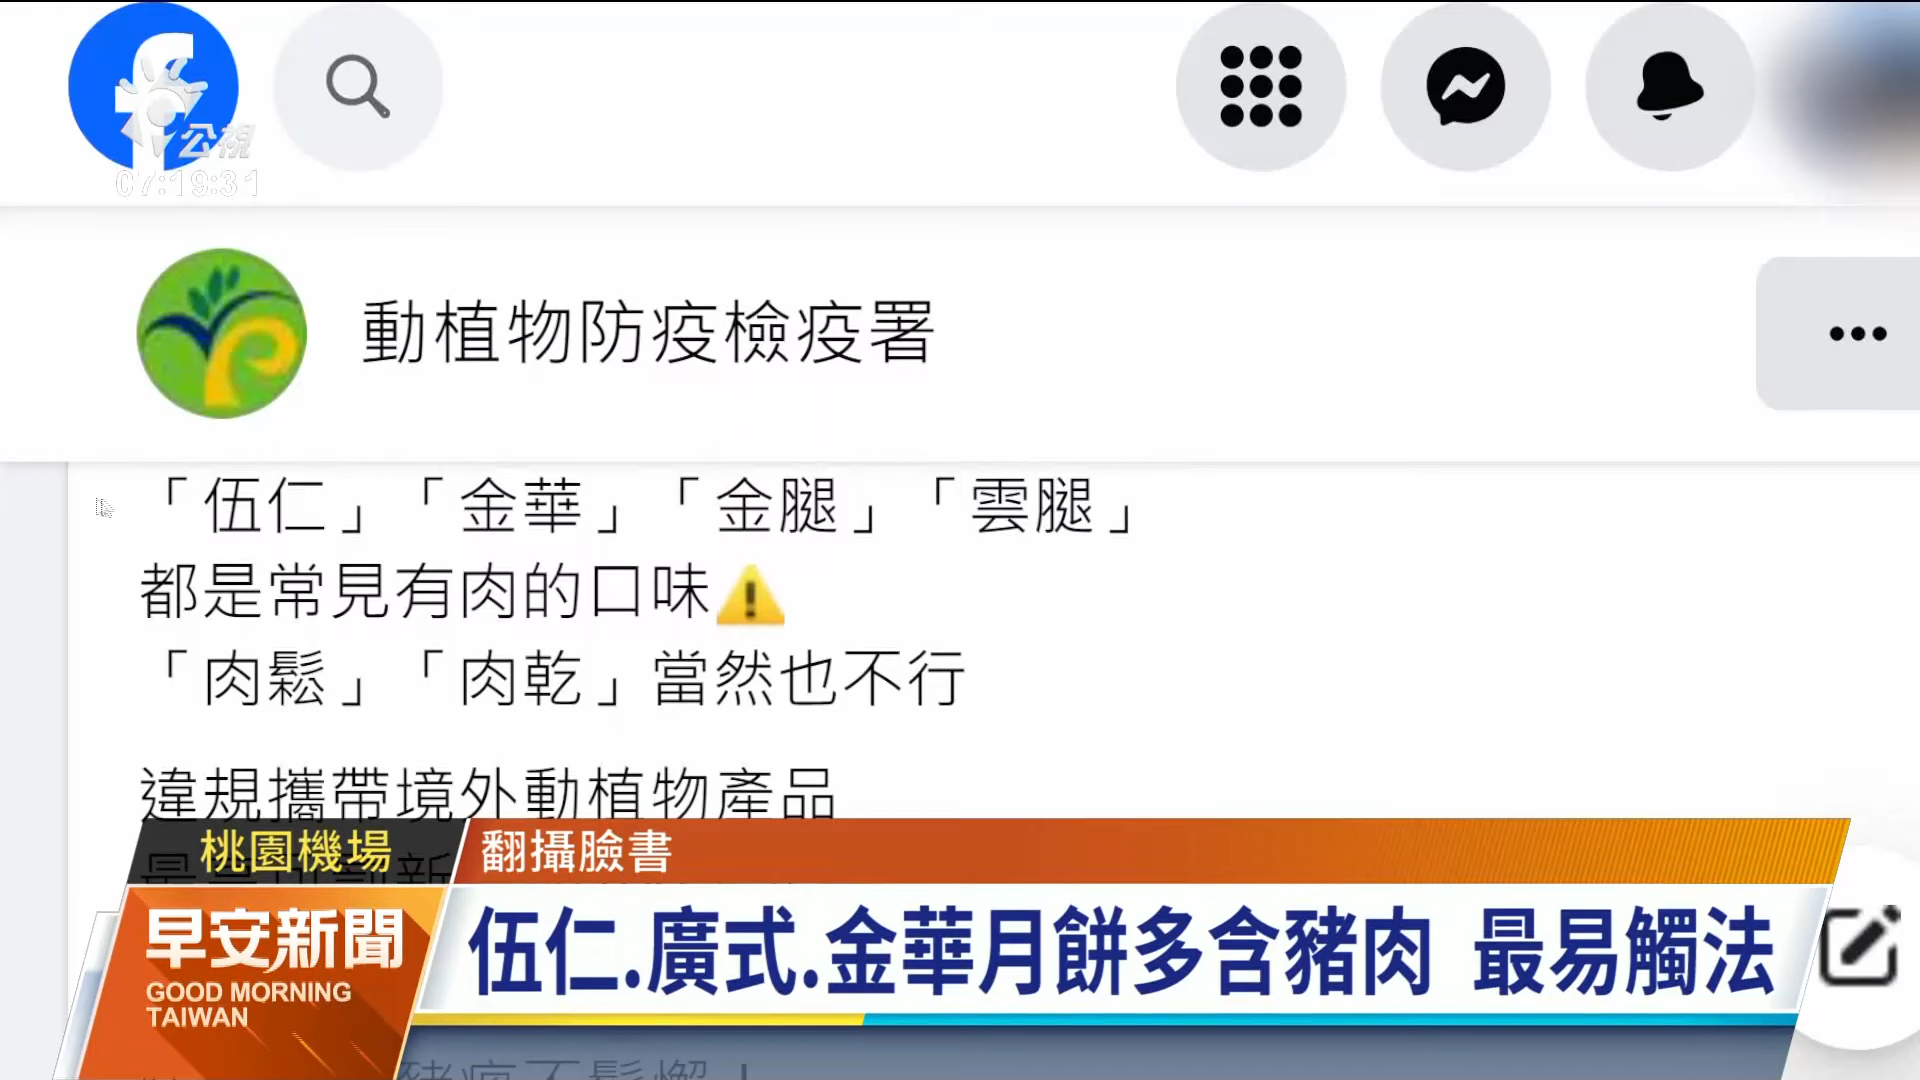 公視
07:19:31
動植物防疫檢疫署
「伍仁」「金華」「金腿」「雲腿」
都是常見有肉的口味⚠️
「肉鬆」「肉乾」當然也不行
違規攜帶境外動植物產品
桃園機場
翻攝臉書
早安新聞
GOOD MORNING
TAIWAN
伍仁.廣式.金華月餅多含豬肉 最易觸法